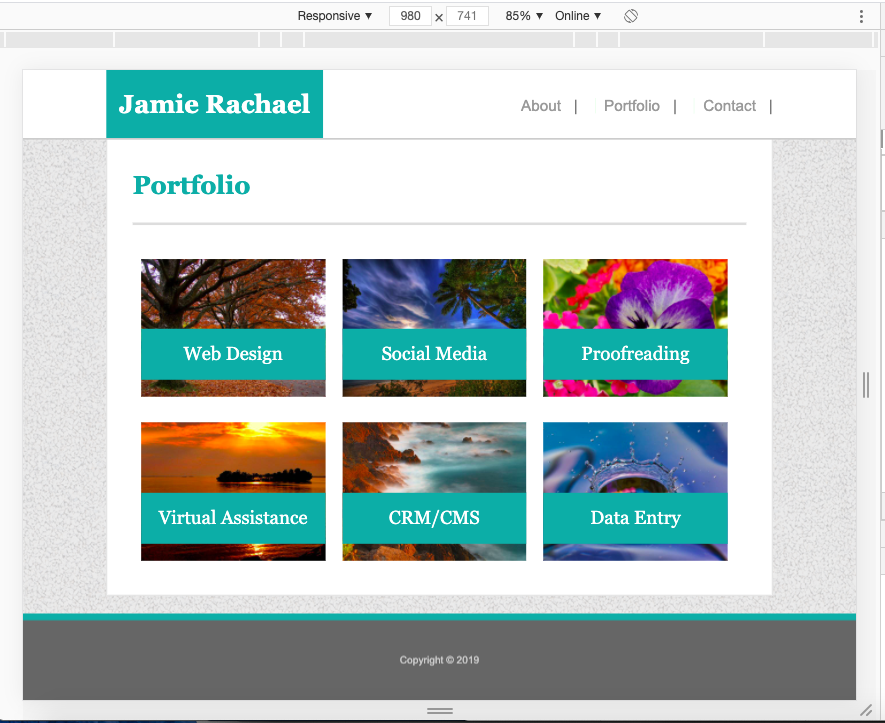 Responsive ▼ 980 × 741 85% ▼ Online ▼
Jamie Rachael
About | Portfolio | Contact |
Portfolio
Web Design Social Media Proofreading
Virtual Assistance CRM/CMS Data Entry
Copyright © 2019